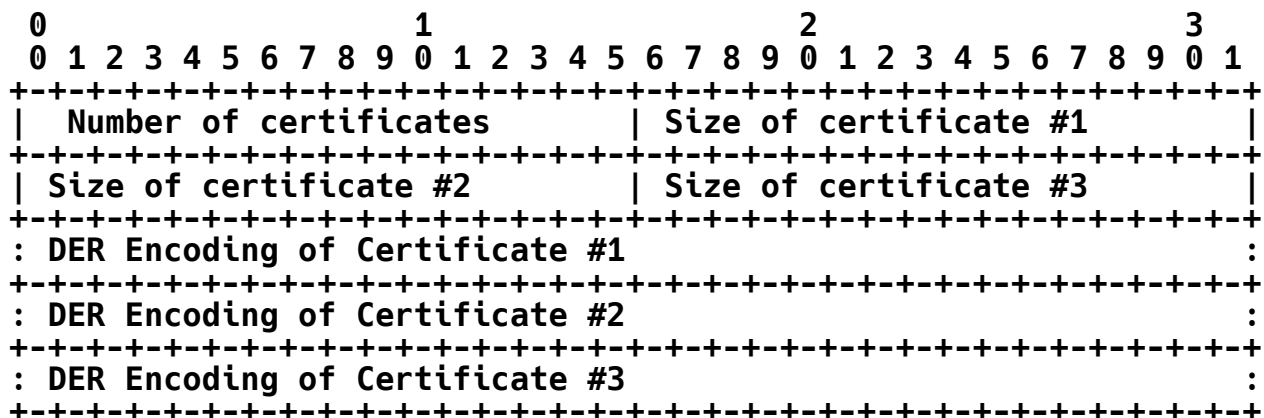 0                   1                   2                   3
 0 1 2 3 4 5 6 7 8 9 0 1 2 3 4 5 6 7 8 9 0 1 2 3 4 5 6 7 8 9 0 1
+-+-+-+-+-+-+-+-+-+-+-+-+-+-+-+-+-+-+-+-+-+-+-+-+-+-+-+-+-+-+-+-+
|  Number of certificates       | Size of certificate #1        |
+-+-+-+-+-+-+-+-+-+-+-+-+-+-+-+-+-+-+-+-+-+-+-+-+-+-+-+-+-+-+-+-+
| Size of certificate #2        | Size of certificate #3        |
+-+-+-+-+-+-+-+-+-+-+-+-+-+-+-+-+-+-+-+-+-+-+-+-+-+-+-+-+-+-+-+-+
: DER Encoding of Certificate #1                                :
+-+-+-+-+-+-+-+-+-+-+-+-+-+-+-+-+-+-+-+-+-+-+-+-+-+-+-+-+-+-+-+-+
: DER Encoding of Certificate #2                                :
+-+-+-+-+-+-+-+-+-+-+-+-+-+-+-+-+-+-+-+-+-+-+-+-+-+-+-+-+-+-+-+-+
: DER Encoding of Certificate #3                                :
+-+-+-+-+-+-+-+-+-+-+-+-+-+-+-+-+-+-+-+-+-+-+-+-+-+-+-+-+-+-+-+-+